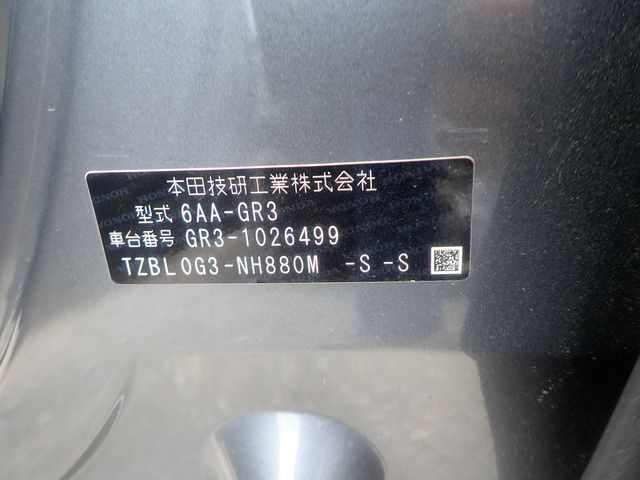 本田技研工業株式会社
型式 6AA-GR3
車台番号 GR3-1026499
TZBL0G3-NH880M -S -S